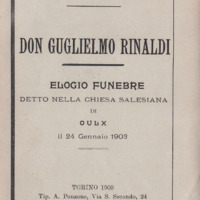 DON GUGLIELMO RINALDI
ELOGIO FUNEBRE
DETTO NELLA CHIESA SALESIANA
DI
OULX
il 24 Gennaio 1903
TORINO 1903
Tip. A. Ponzone, Via S. Secondo, 24